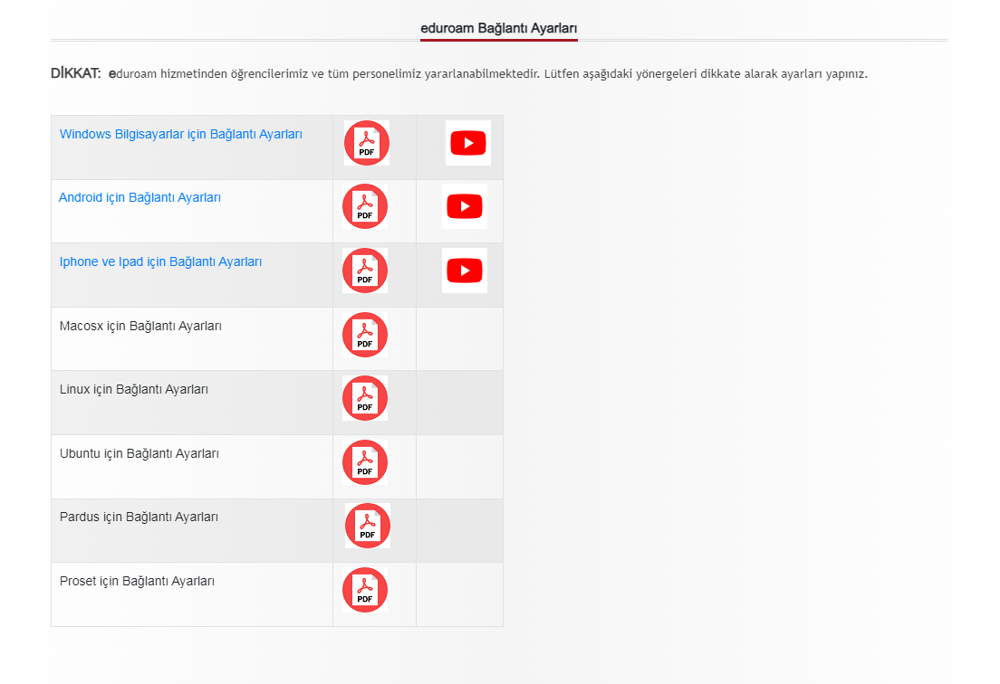 eduroam Bağlantı Ayarları
DİKKAT: eduroam hizmetinden öğrencilerimiz ve tüm personelimiz yararlanabilmektedir. Lütfen aşağıdaki yönergeleri dikkate alarak ayarları yapınız.
Windows Bilgisayarlar için Bağlantı Ayarları PDF
Android için Bağlantı Ayarları PDF
Iphone ve Ipad için Bağlantı Ayarları PDF
Macosx için Bağlantı Ayarları PDF
Linux için Bağlantı Ayarları PDF
Ubuntu için Bağlantı Ayarları PDF
Pardus için Bağlantı Ayarları PDF
Proset için Bağlantı Ayarları PDF